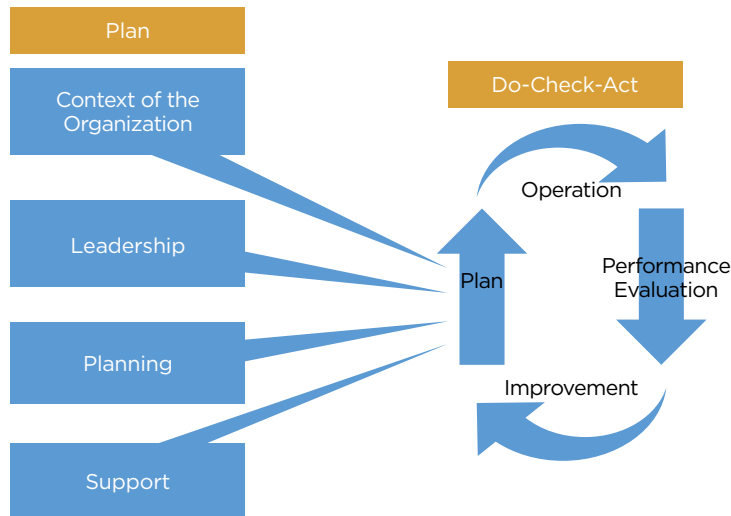 Plan
Context of the
Organization
Leadership
Planning
Support
Do-Check-Act
Operation
Plan
Performance
Evaluation
Improvement